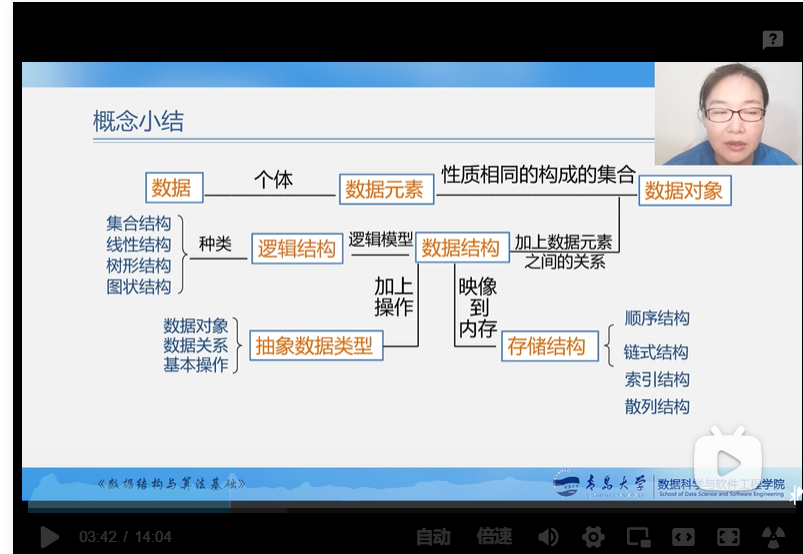 ?
概念小结
数据
个体
数据元素
性质相同的构成的集合
数据对象
集合结构
线性结构
树形结构
图状结构
种类
逻辑结构
逻辑模型
数据结构
加上数据元素
之间的关系
加上
操作
映像
到
内存
数据对象
数据关系
基本操作
抽象数据类型
存储结构
顺序结构
链式结构
索引结构
散列结构
《数据结构与算法基础》
青岛大学
数据科学与软件工程学院
School of Data Science and Software Engineering
03:42 / 14:04
自动
倍速